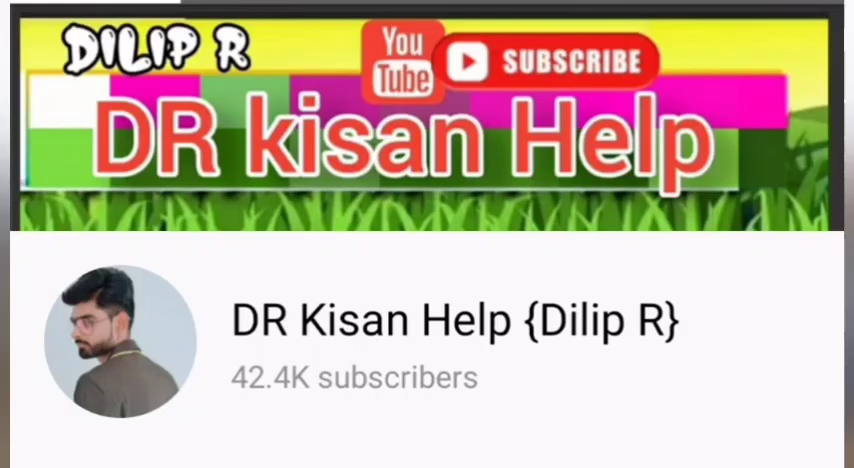 DILIP R
You
Tube
SUBSCRIBE
DR kisan Help
DR Kisan Help {Dilip R}
42.4K subscribers